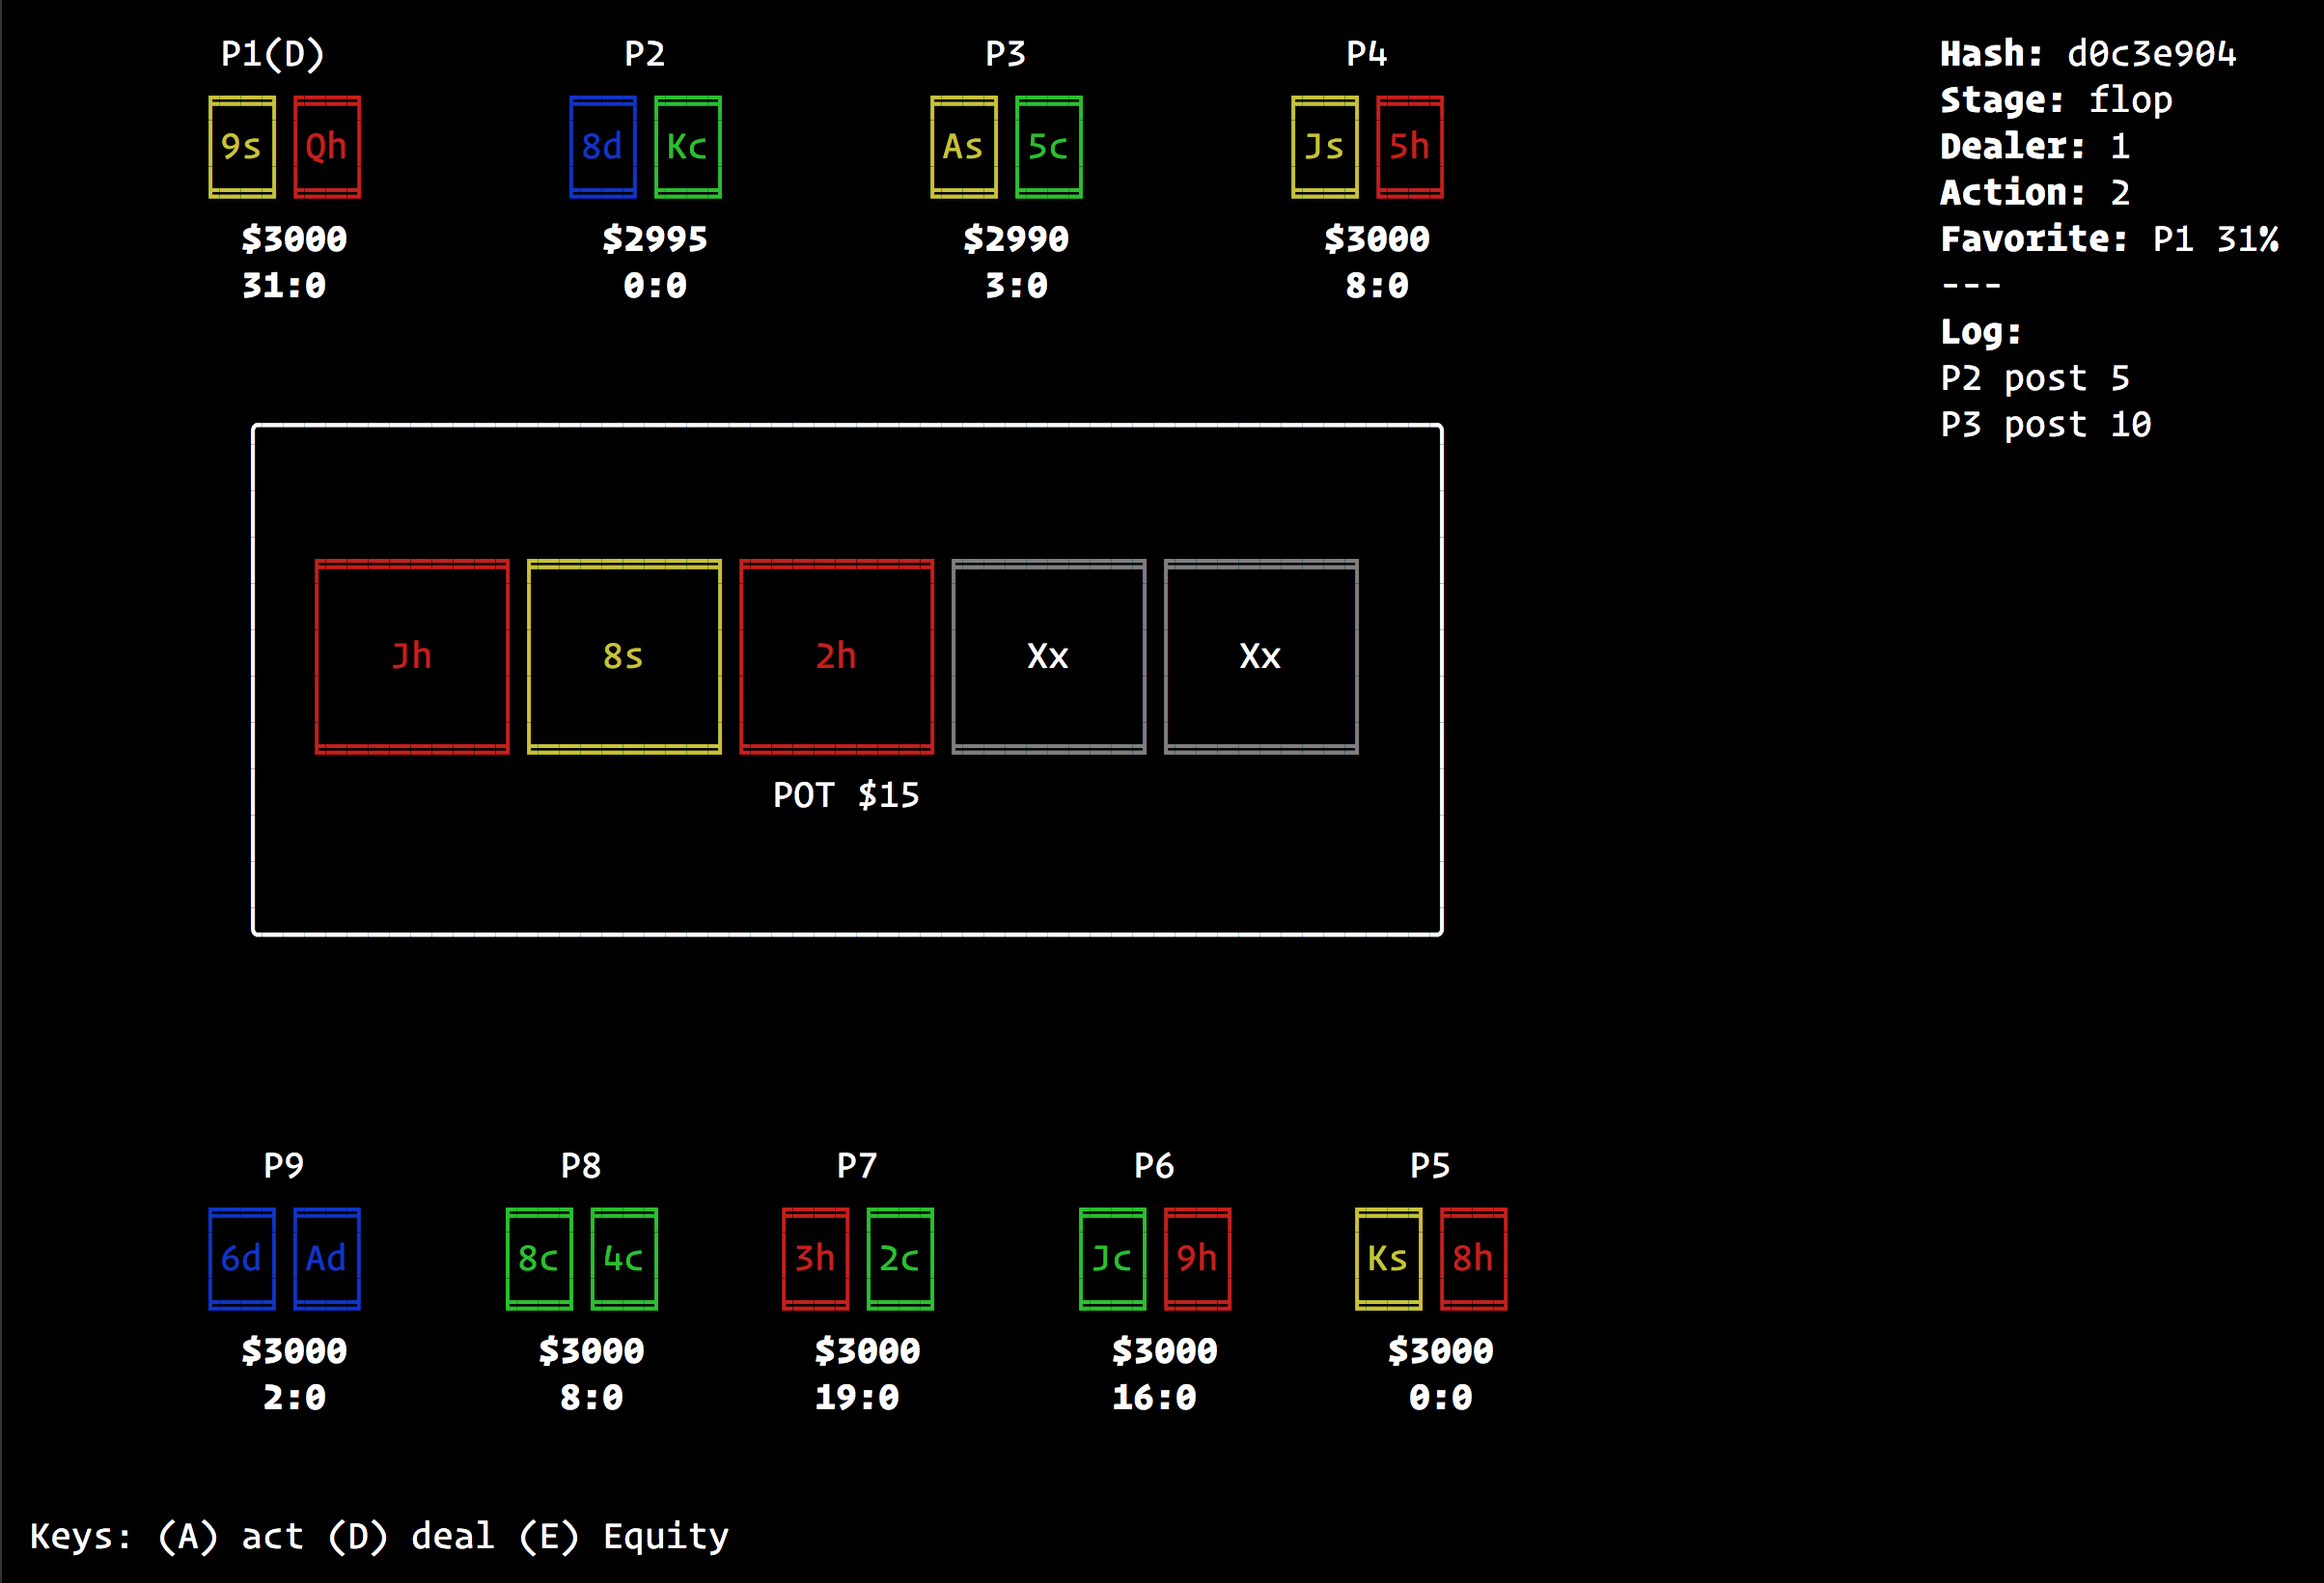 P1(D) P2 P3 P4
9s Qh 8d Kc As 5c Js 5h
$3000 $2995 $2990 $3000
31:0 0:0 3:0 8:0
Hash: d0c3e904
Stage: flop
Dealer: 1
Action: 2
Favorite: P1 31%
---
Log:
P2 post 5
P3 post 10
Jh 8s 2h Xx Xx
POT $15
P9 P8 P7 P6 P5
6d Ad 8c 4c 3h 2c Jc 9h Ks 8h
$3000 $3000 $3000 $3000 $3000
2:0 8:0 19:0 16:0 0:0
Keys: (A) act (D) deal (E) Equity